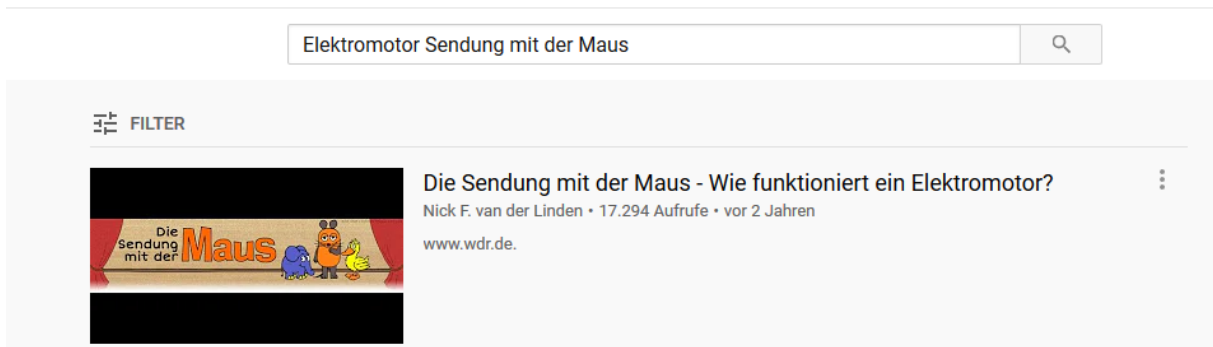 Elektromotor Sendung mit der Maus
FILTER
Die Sendung mit der Maus - Wie funktioniert ein Elektromotor?
Nick F. van der Linden • 17.294 Aufrufe • vor 2 Jahren
www.wdr.de.
Die
Sendung
mit der Maus